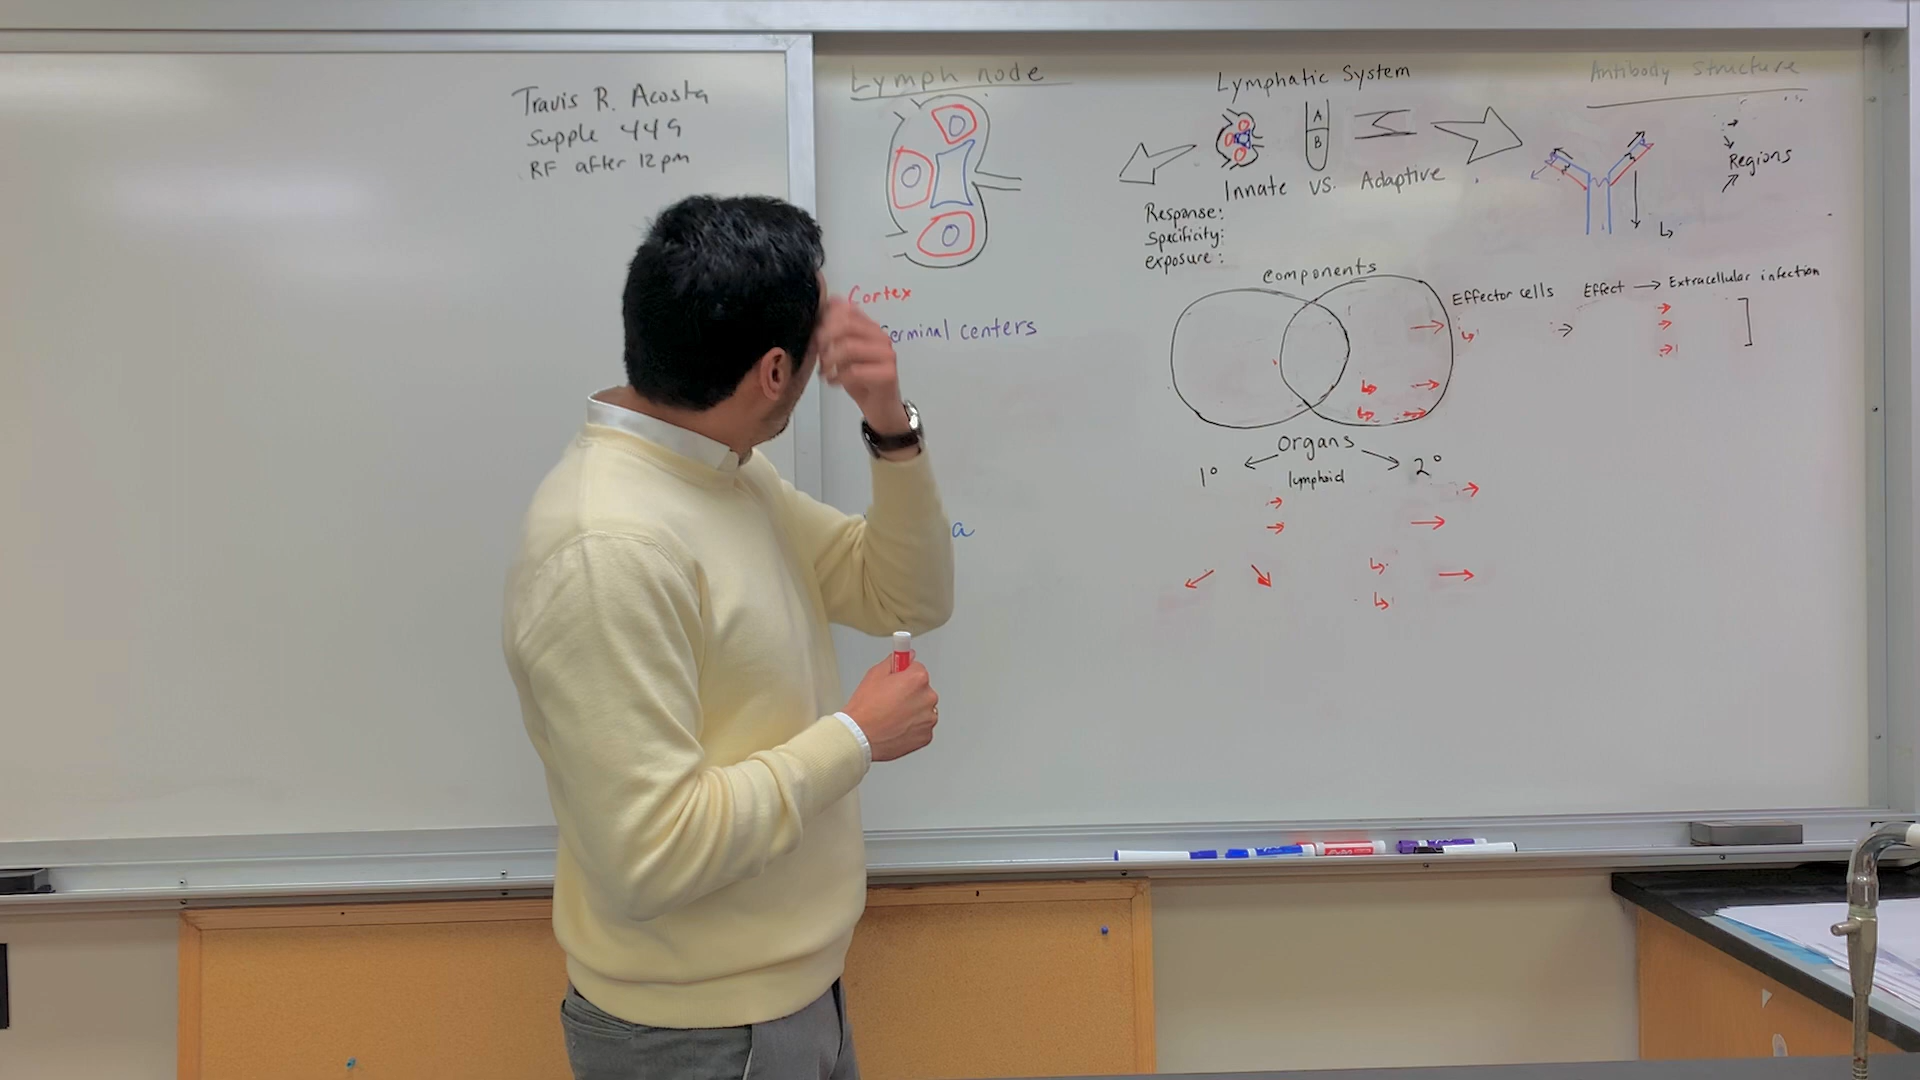 Travis R. Acosta
Supple 449
RF after 12pm
Lymph node
Cortex
Germinal centers
a
Lymphatic System
A
B
Innate vs. Adaptive
Response:
Specificity:
exposure:
components
Effector cells
Effect → Extracellular infection
Organs
1° lymphoid 2°
Antibody Structure
Regions